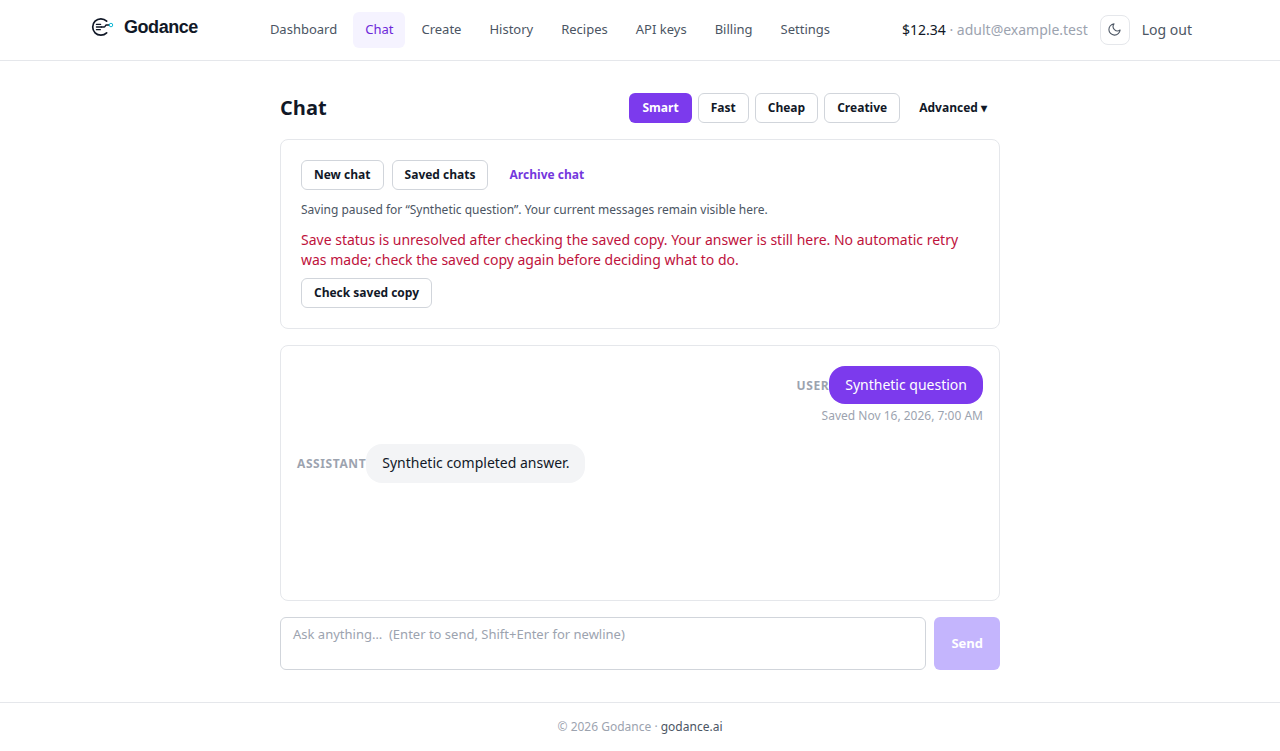 Godance
Dashboard Chat Create History Recipes API keys Billing Settings
$12.34 · adult@example.test Log out
Chat
Smart Fast Cheap Creative Advanced ▾
New chat Saved chats Archive chat
Saving paused for “Synthetic question”. Your current messages remain visible here.
Save status is unresolved after checking the saved copy. Your answer is still here. No automatic retry
was made; check the saved copy again before deciding what to do.
Check saved copy
USER Synthetic question
Saved Nov 16, 2026, 7:00 AM
ASSISTANT Synthetic completed answer.
Ask anything… (Enter to send, Shift+Enter for newline)
Send
© 2026 Godance · godance.ai